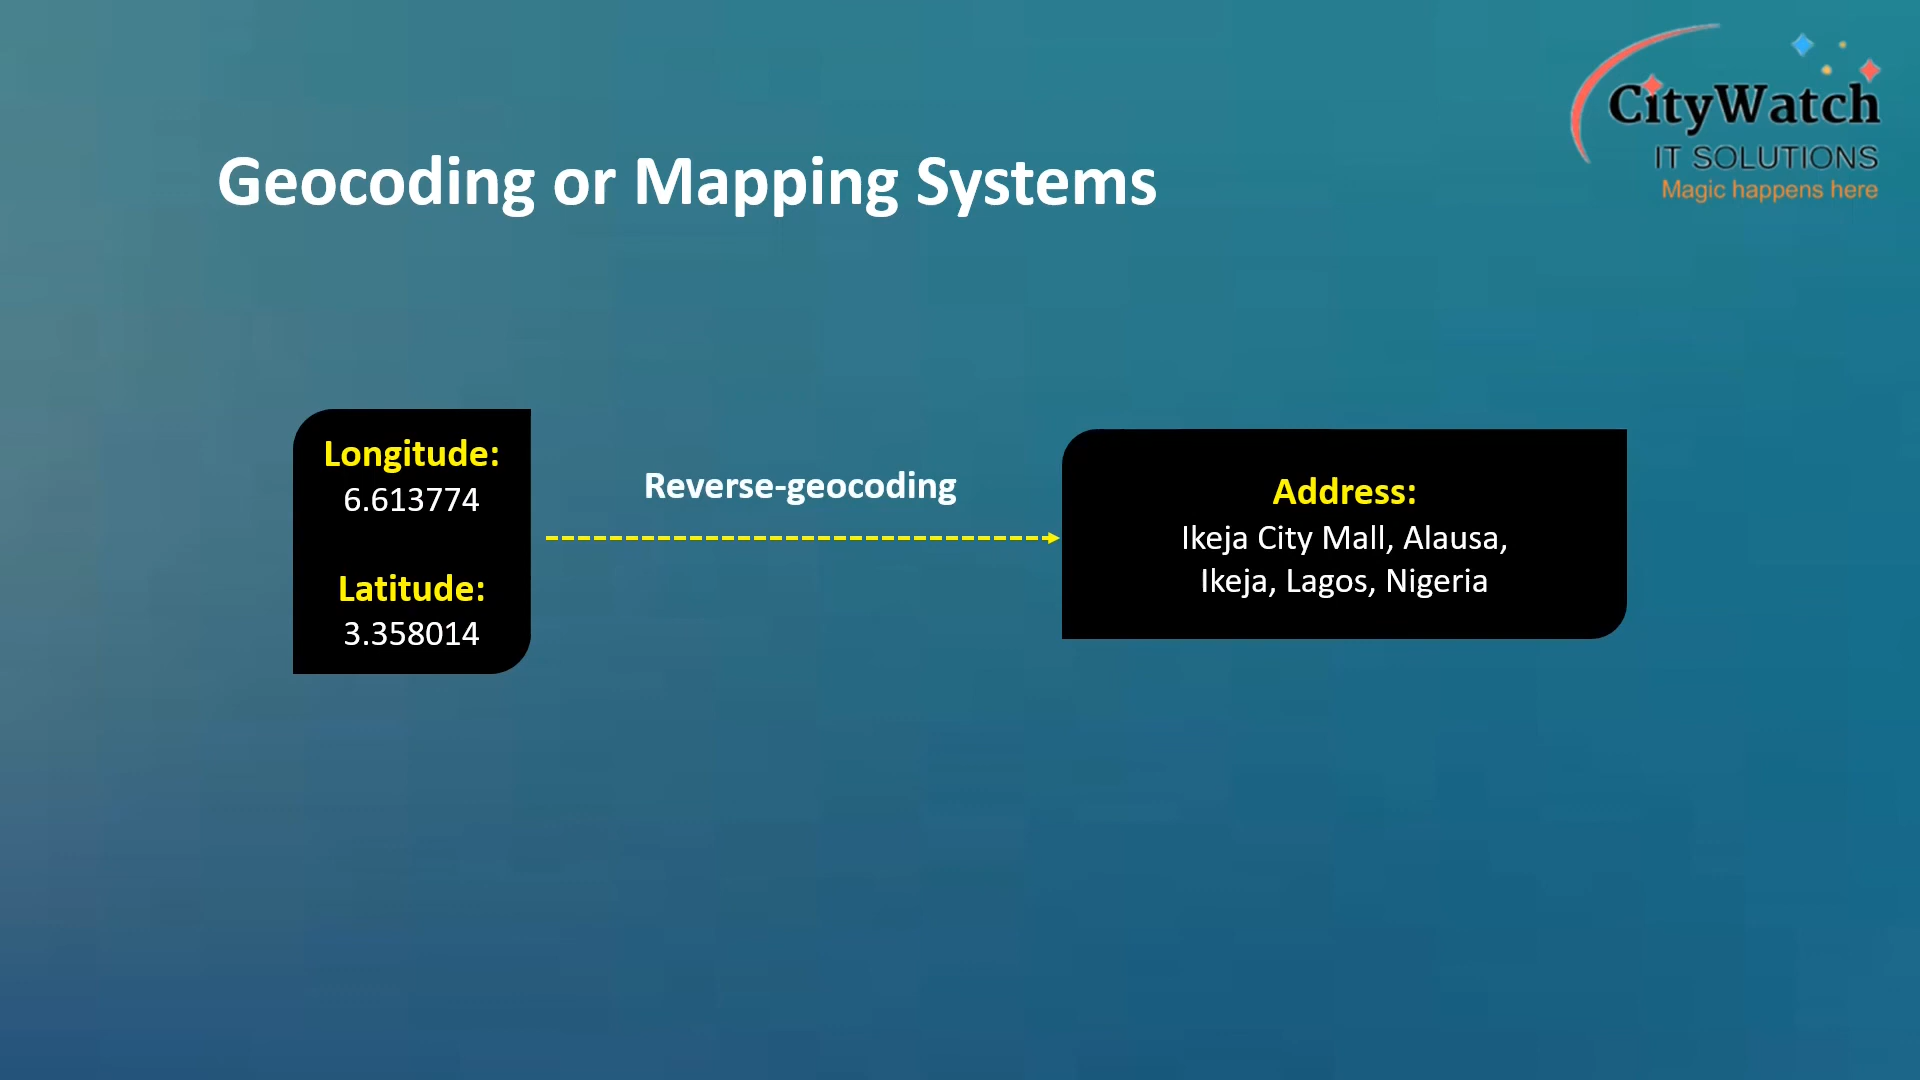 CityWatch
IT SOLUTIONS
Magic happens here
Geocoding or Mapping Systems
Longitude:
6.613774
Latitude:
3.358014
Reverse-geocoding
Address:
Ikeja City Mall, Alausa,
Ikeja, Lagos, Nigeria